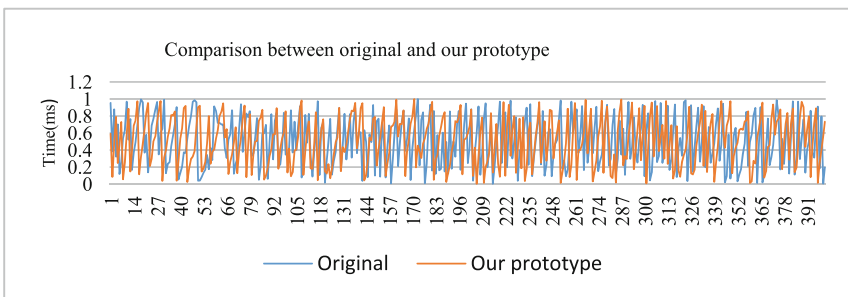 Comparison between original and our prototype
Time(ms)
1.2
1
0.8
0.6
0.4
0.2
0
1 14 27 40 53 66 79 92 105 118 131 144 157 170 183 196 209 222 235 248 261 274 287 300 313 326 339 352 365 378 391
Original Our prototype